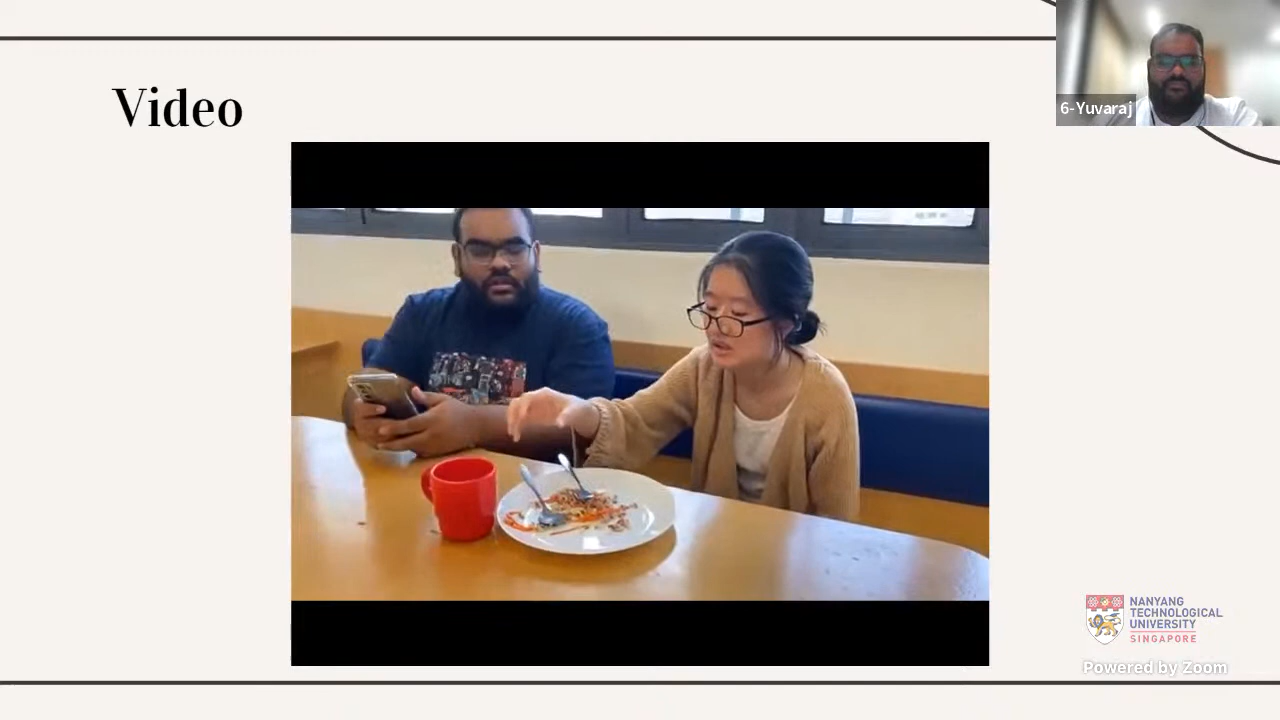 Video
6-Yuvaraj
NANYANG
TECHNOLOGICAL
UNIVERSITY
SINGAPORE
Powered by Zoom